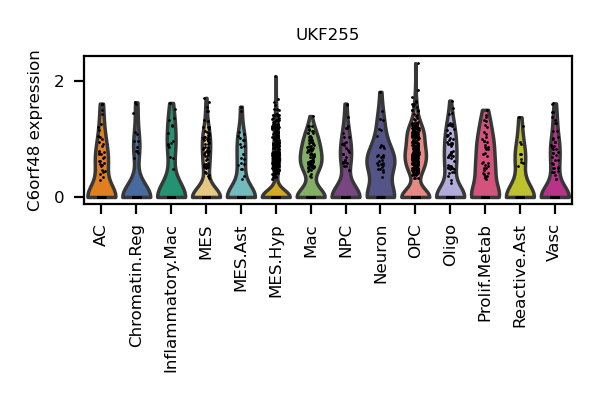 UKF255
C6orf48 expression
2
0
AC
Chromatin.Reg
Inflammatory.Mac
MES
MES.Ast
MES.Hyp
Mac
NPC
Neuron
OPC
Oligo
Prolif.Metab
Reactive.Ast
Vasc